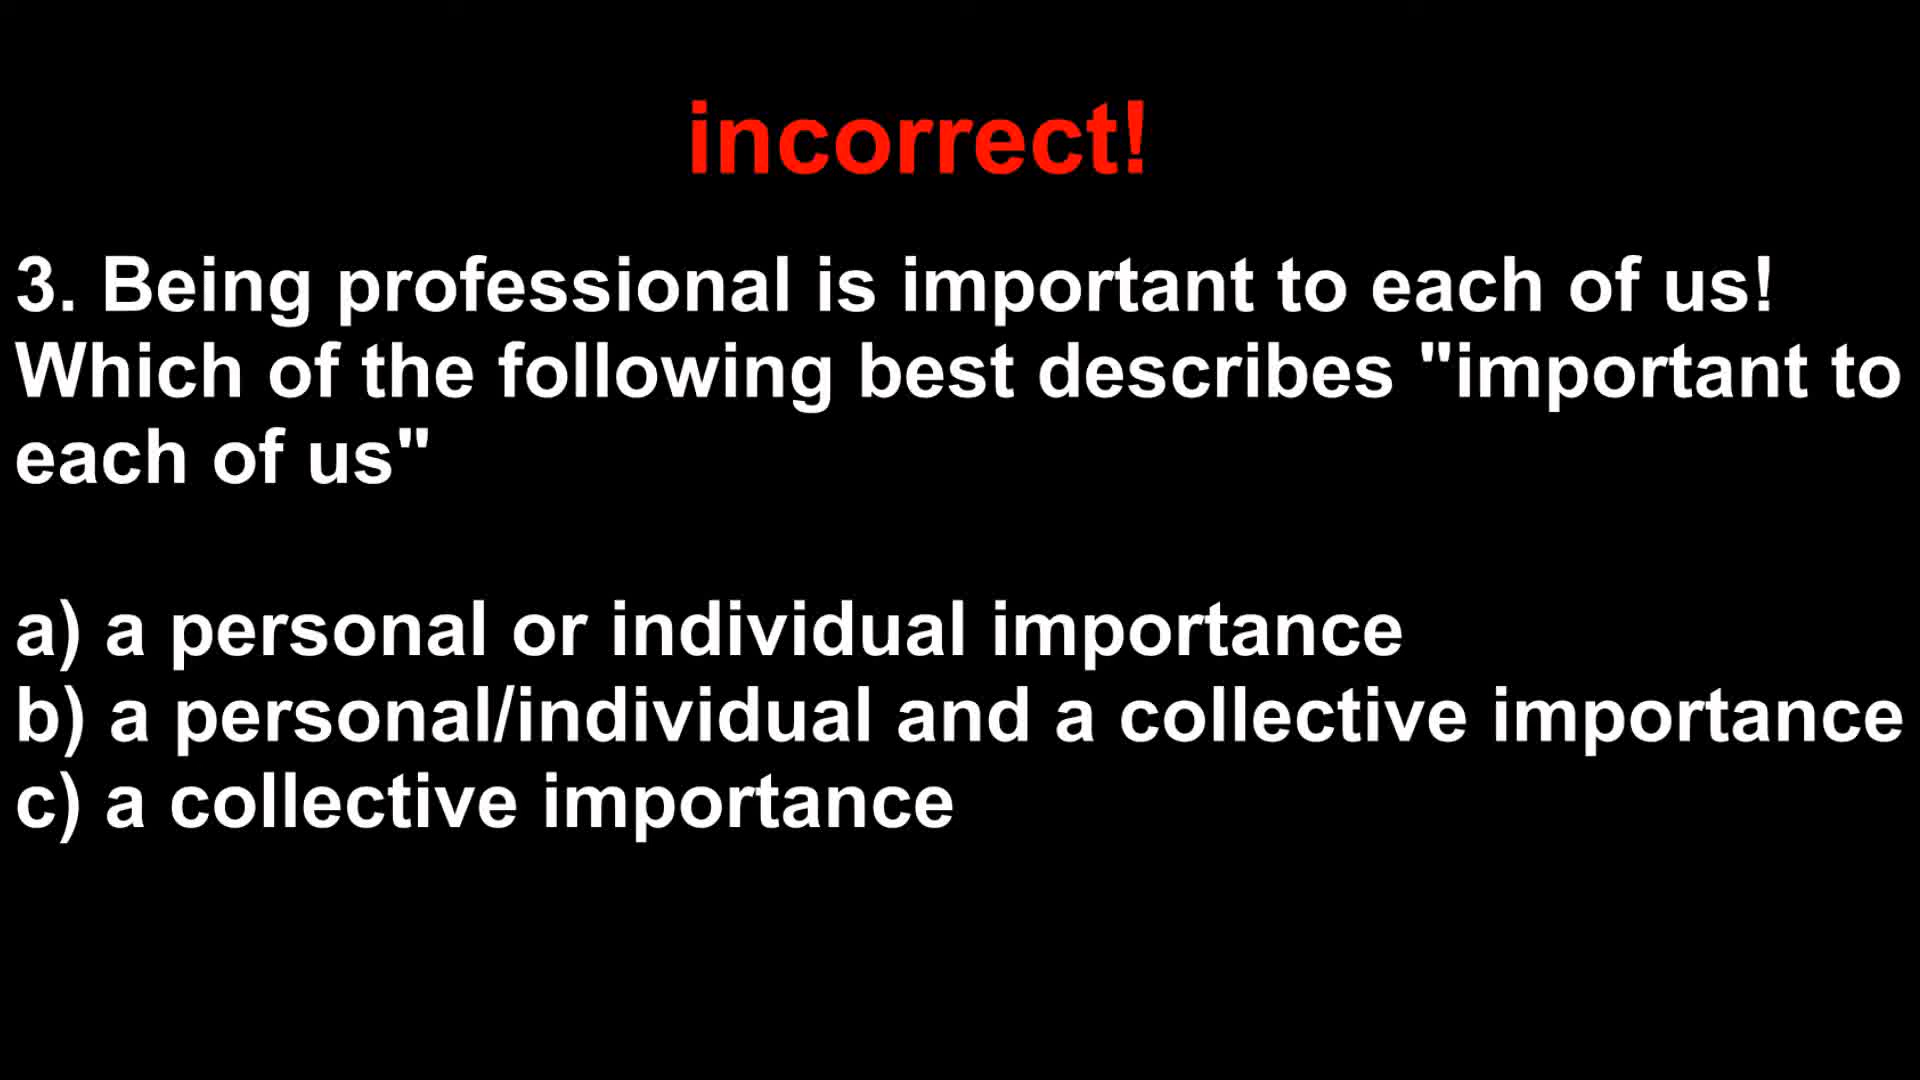 incorrect!
3. Being professional is important to each of us!
Which of the following best describes "important to
each of us"
a) a personal or individual importance
b) a personal/individual and a collective importance
c) a collective importance